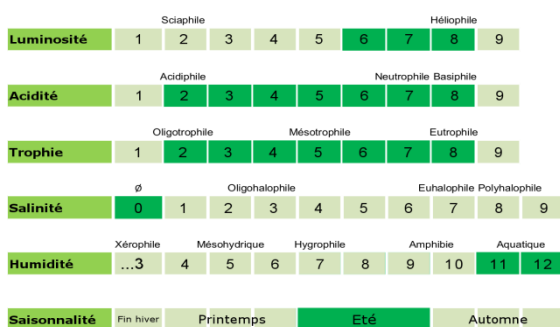 Sciaphile Héliophile
Luminosité 1 2 3 4 5 6 7 8 9
Acidiphile Neutrophile Basiphile
Acidité 1 2 3 4 5 6 7 8 9
Oligotrophile Mésotrophile Eutrophile
Trophie 1 2 3 4 5 6 7 8 9
Ø Oligohalophile Euhalophile Polyhalophile
Salinité 0 1 2 3 4 5 6 7 8 9
Xérophile Mésohydrique Hygrophile Amphibie Aquatique
Humidité ...3 4 5 6 7 8 9 10 11 12
Saisonnalité Fin hiver Printemps Eté Automne